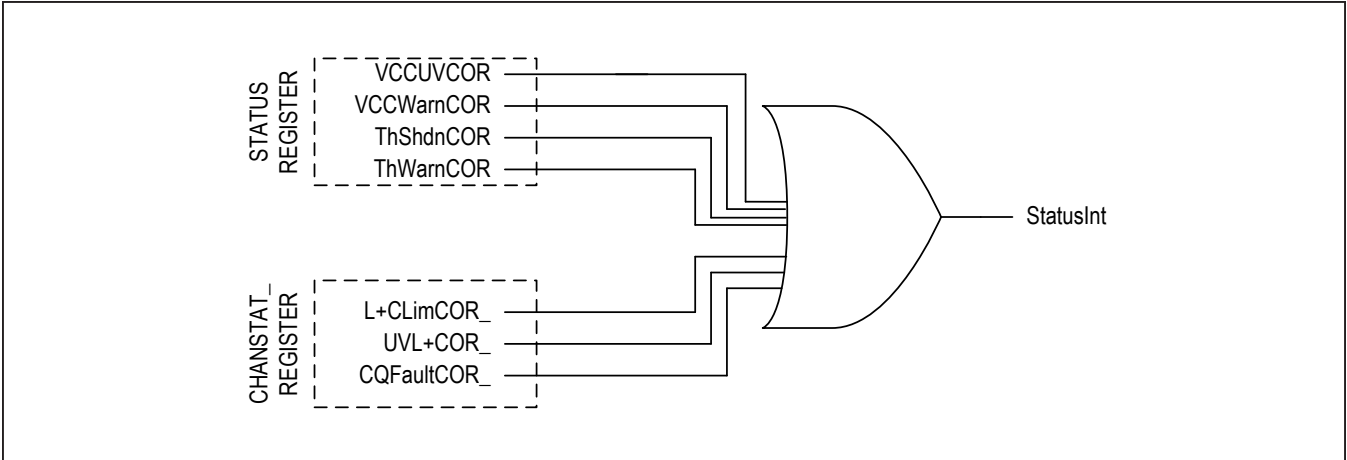 STATUS
REGISTER
VCCUVCOR
VCCWarnCOR
ThShdnCOR
ThWarnCOR
StatusInt
CHANSTAT_
REGISTER
L+CLimCOR_
UVL+COR_
CQFaultCOR_